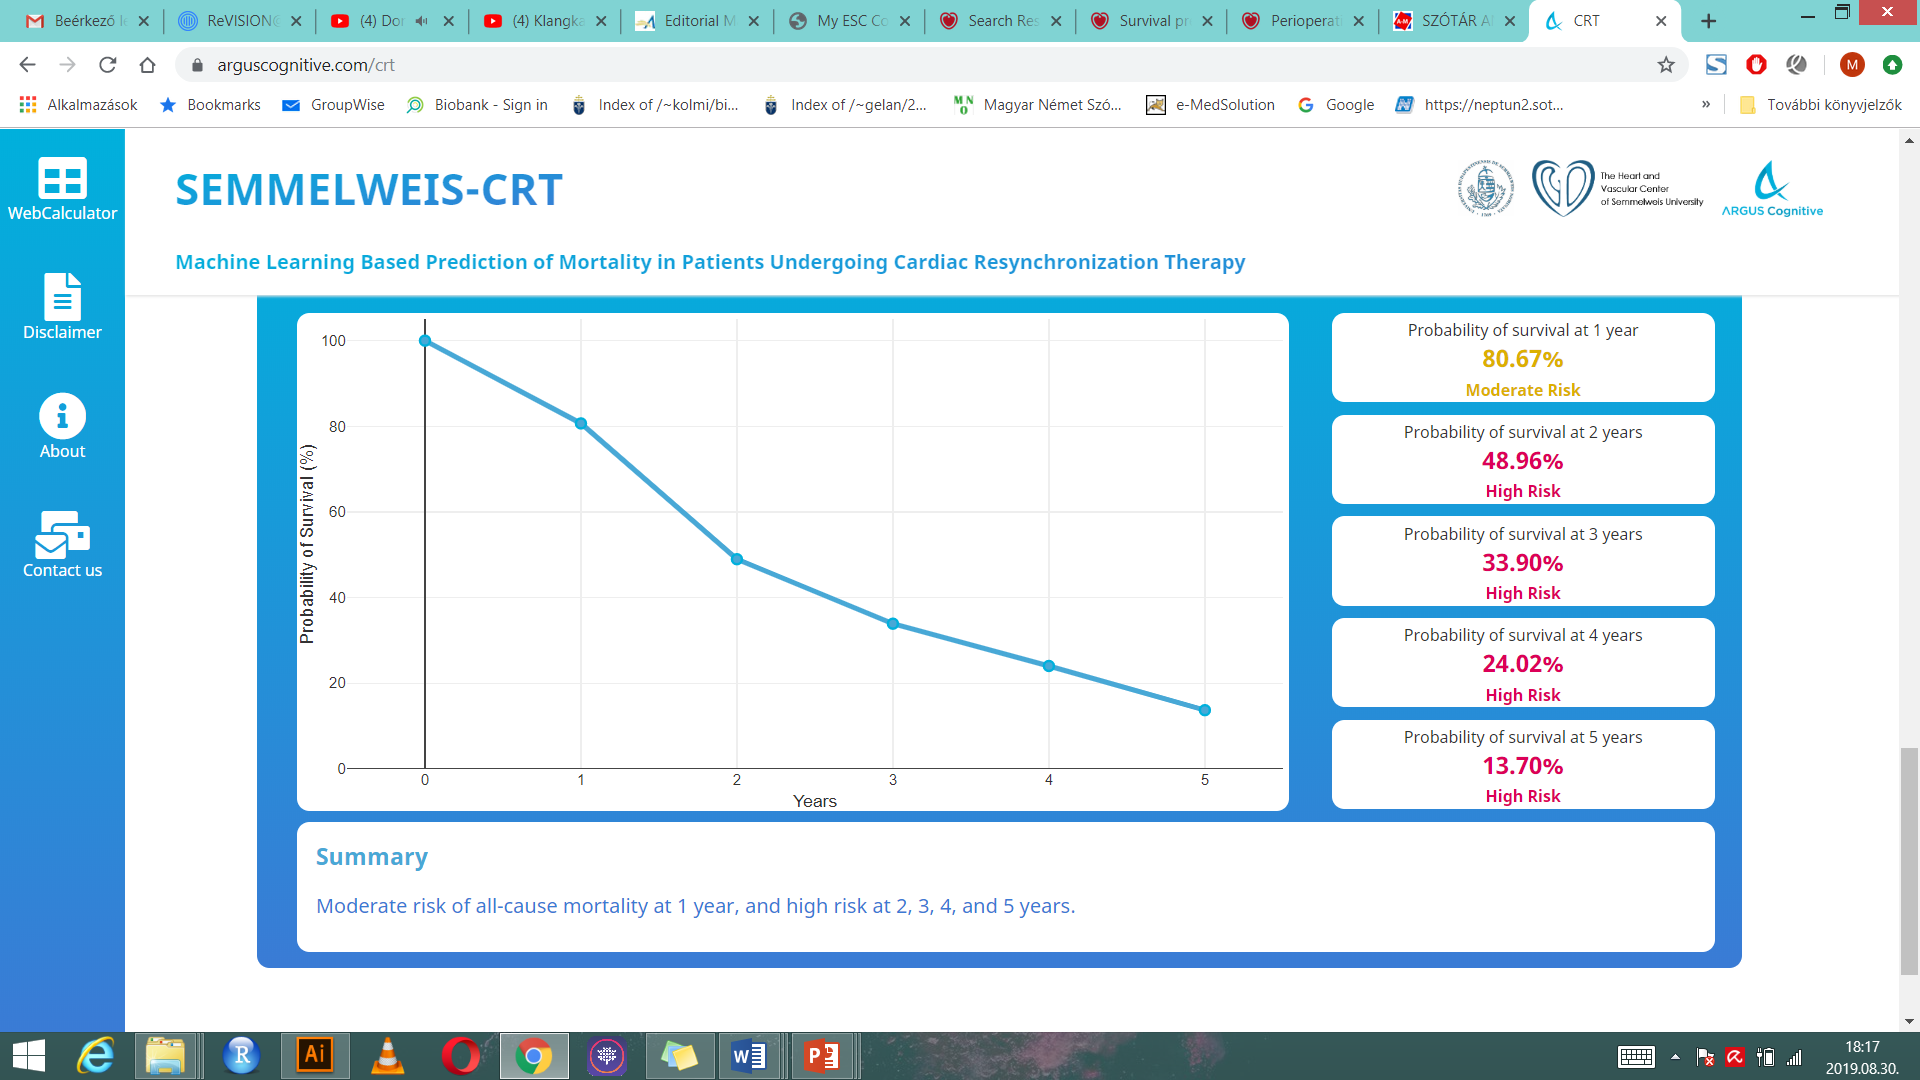 Beérkező l
ReVISION
(4) Do
(4) Klangka
Editorial M
My ESC Co
Search Res
Survival pr
Perioperat
SZÓTÁR A
CRT
arguscognitive.com/crt
M
Alkalmazások
Bookmarks
GroupWise
Biobank - Sign in
Index of /~kolmi/bi...
Index of /~gelan/2...
Magyar Német Szó...
e-MedSolution
Google
https://neptun2.sot...
»
További könyvjelzők
WebCalculator
Disclaimer
About
Contact us
SEMMELWEIS-CRT
The Heart and
Vascular Center
of Semmelweis University
ARGUS Cognitive
Machine Learning Based Prediction of Mortality in Patients Undergoing Cardiac Resynchronization Therapy
Probability of Survival (%)
100
80
60
40
20
0
0 1 2 3 4 5
Years
Probability of survival at 1 year
80.67%
Moderate Risk
Probability of survival at 2 years
48.96%
High Risk
Probability of survival at 3 years
33.90%
High Risk
Probability of survival at 4 years
24.02%
High Risk
Probability of survival at 5 years
13.70%
High Risk
Summary
Moderate risk of all-cause mortality at 1 year, and high risk at 2, 3, 4, and 5 years.
R
Ai
18:17
2019.08.30.